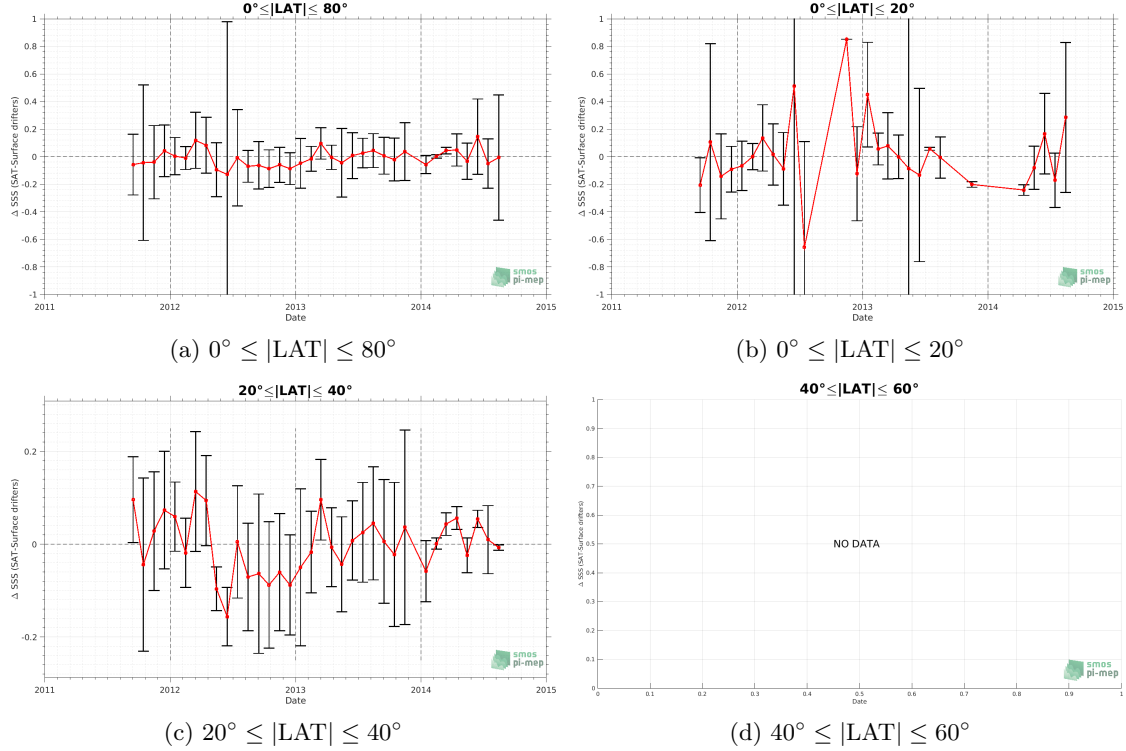 0°≤|LAT|≤ 80°
Δ SSS (SAT-Surface drifters)
1
0.8
0.6
0.4
0.2
0
-0.2
-0.4
-0.6
-0.8
-1
2011
2012
2013
2014
2015
Date
smos
pi-mep
(a) 0° ≤ |LAT| ≤ 80°
0°≤|LAT|≤ 20°
Δ SSS (SAT-Surface drifters)
1
0.8
0.6
0.4
0.2
0
-0.2
-0.4
-0.6
-0.8
-1
2011
2012
2013
2014
2015
Date
smos
pi-mep
(b) 0° ≤ |LAT| ≤ 20°
20°≤|LAT|≤ 40°
Δ SSS (SAT-Surface drifters)
0.2
0
-0.2
2011
2012
2013
2014
2015
Date
smos
pi-mep
(c) 20° ≤ |LAT| ≤ 40°
40°≤|LAT|≤ 60°
Δ SSS (SAT-Surface drifters)
1
0.9
0.8
0.7
0.6
0.5
0.4
0.3
0.2
0.1
0
NO DATA
0
0.1
0.2
0.3
0.4
0.5
0.6
0.7
0.8
0.9
1
Date
smos
pi-mep
(d) 40° ≤ |LAT| ≤ 60°